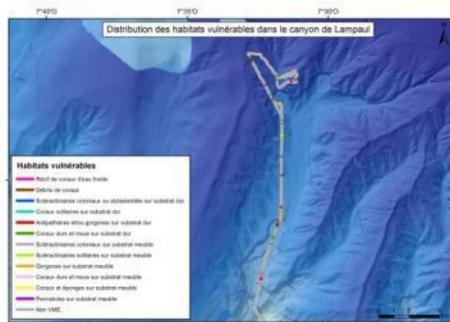 7°40'O 7°35'O 7°30'O
Distribution des habitats vulnérables dans le canyon de Lampaul
N
Habitats vulnérables
Récif de coraux d'eau froide
Débris de coraux
Scléractiniaires coloniaux ou stylastéridés sur substrat dur
Coraux solitaires sur substrat dur
Antipathaires et/ou gorgones sur substrat dur
Coraux durs et mous sur substrat dur
Scléractiniaires coloniaux sur substrat meuble
Scléractiniaires solitaires sur substrat meuble
Gorgones sur substrat meuble
Coraux durs et mous sur substrat meuble
Coraux et éponges sur substrat meuble
Pennatules sur substrat meuble
Non VME